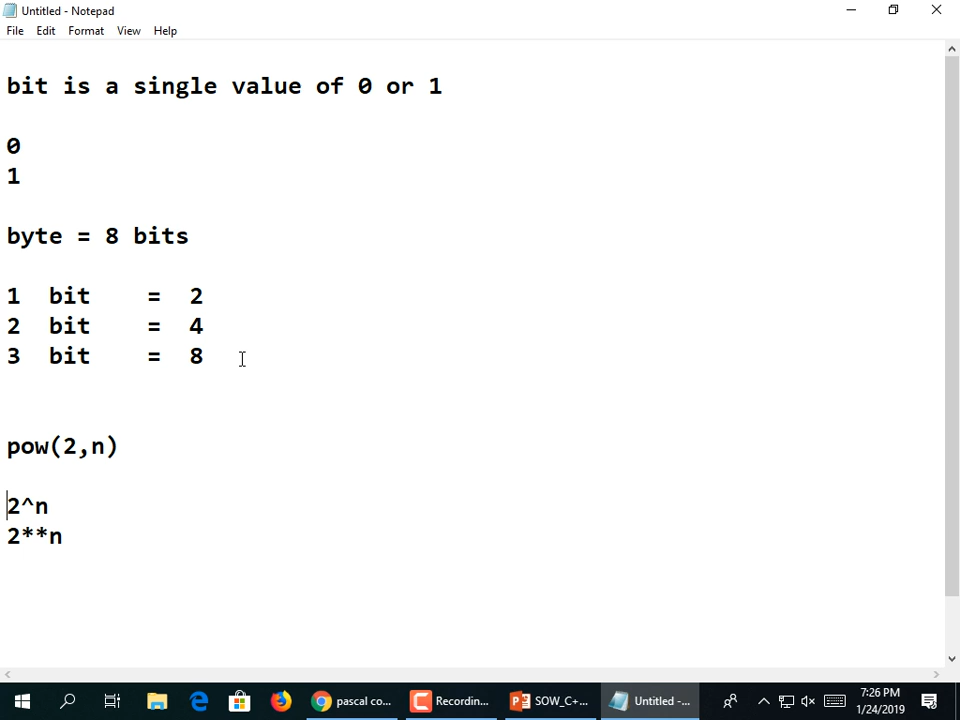 Untitled - Notepad
File Edit Format View Help
bit is a single value of 0 or 1
0
1
byte = 8 bits
1 bit = 2
2 bit = 4
3 bit = 8
pow(2,n)
2^n
2**n
pascal co... Recordin... SOW_C+... Untitled -... 7:26 PM
1/24/2019